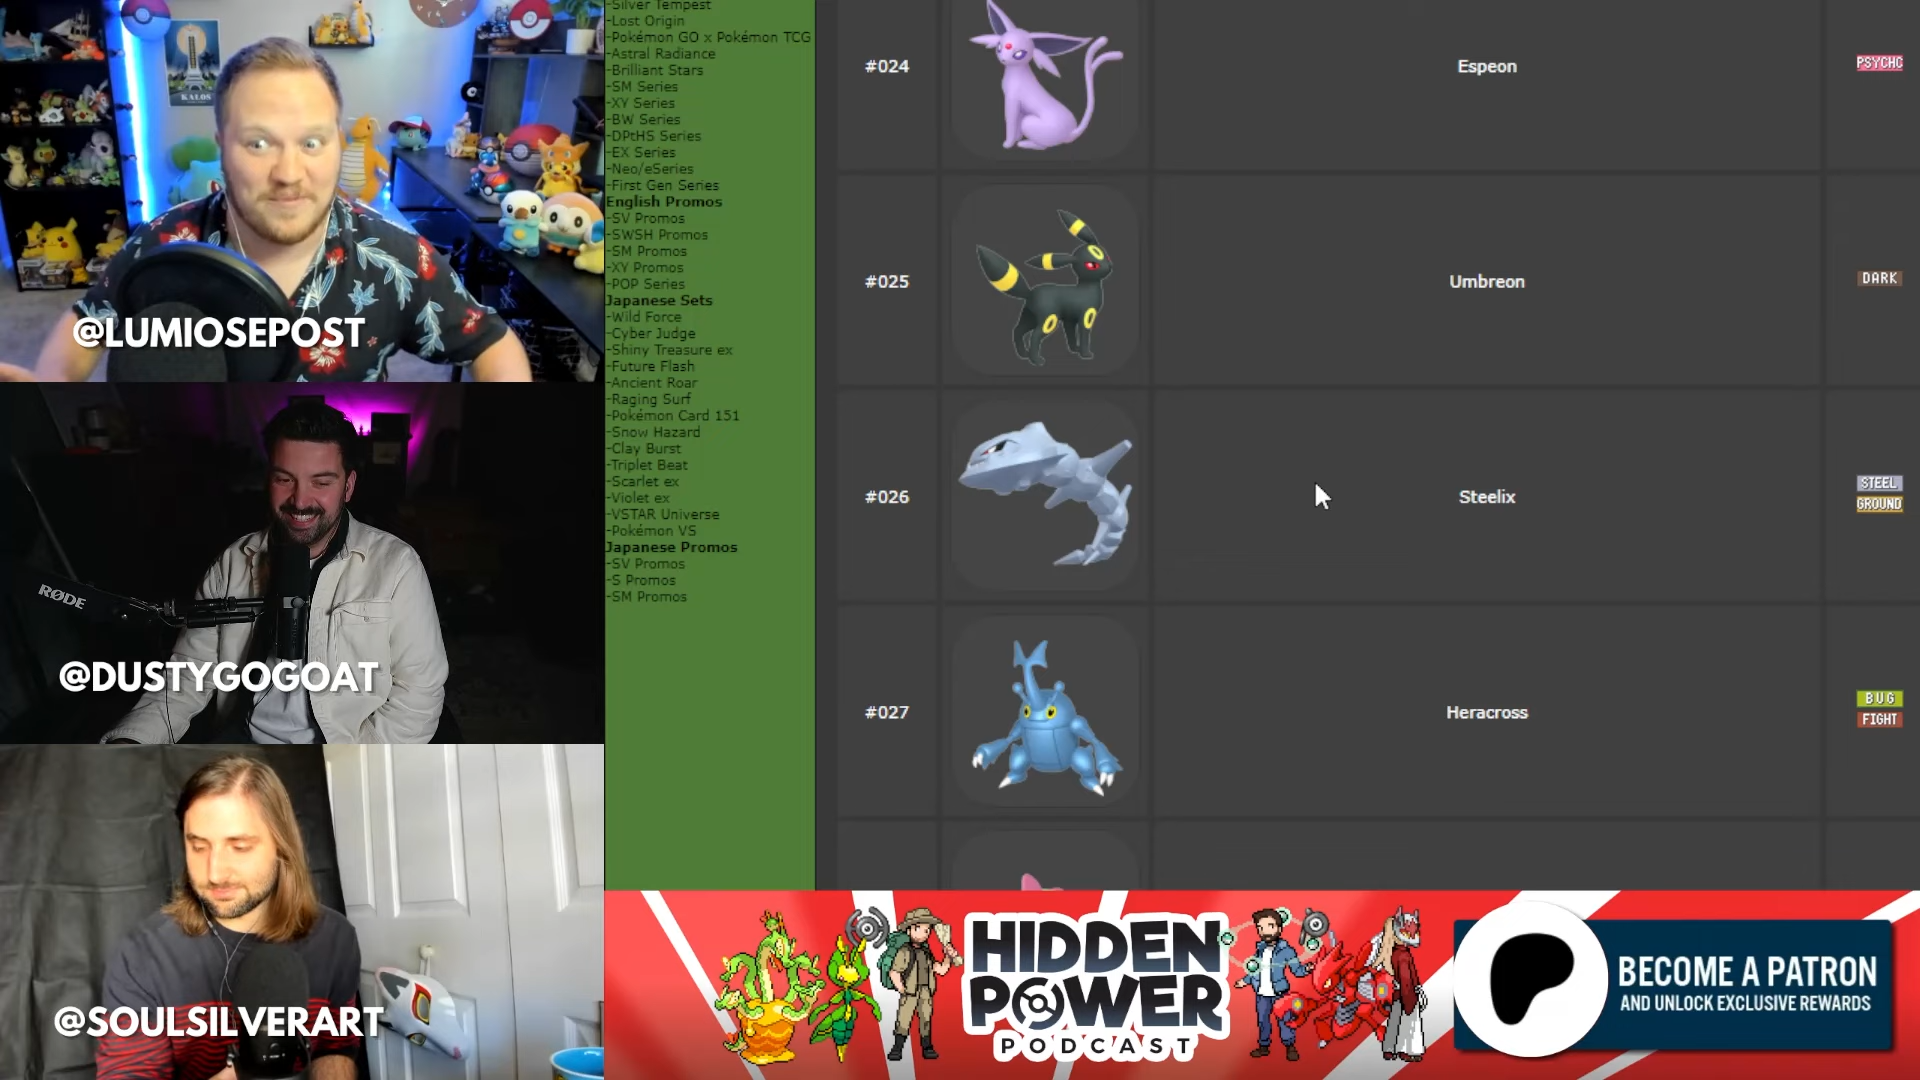 KALOS
@LUMIOSEPOST
RØDE
@DUSTYGOGOAT
@SOULSILVERART
-Silver Tempest
-Lost Origin
-Pokémon GO x Pokémon TCG
-Astral Radiance
-Brilliant Stars
-SM Series
-XY Series
-BW Series
-DPtHS Series
-EX Series
-Neo/eSeries
-First Gen Series
English Promos
-SV Promos
-SWSH Promos
-SM Promos
-XY Promos
-POP Series
Japanese Sets
-Wild Force
-Cyber Judge
-Shiny Treasure ex
-Future Flash
-Ancient Roar
-Raging Surf
-Pokémon Card 151
-Snow Hazard
-Clay Burst
-Triplet Beat
-Scarlet ex
-Violet ex
-VSTAR Universe
-Pokémon VS
Japanese Promos
-SV Promos
-S Promos
-SM Promos
#024 Espeon PSYCHC
#025 Umbreon DARK
#026 Steelix STEEL
GROUND
#027 Heracross BUG
FIGHT
HIDDEN
POWER
PODCAST
BECOME A PATRON
AND UNLOCK EXCLUSIVE REWARDS